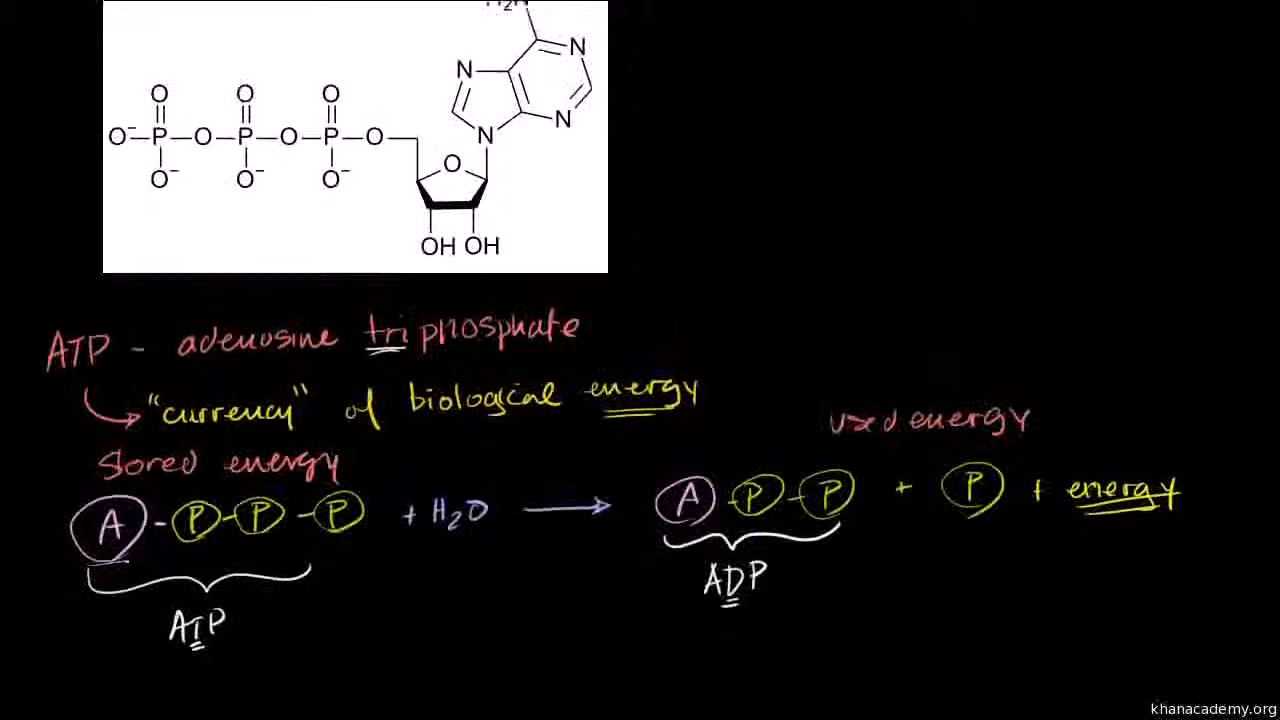 H₂N
N N
N N
O O O
O⁻ P O P O P O
O⁻ O⁻ O⁻ O
OH OH
ATP - adenosine triphosphate
"currency" of biological energy
used energy
stored energy
A - P - P - P + H₂O → A P - P + P + energy
ADP
ATP
khanacademy.org